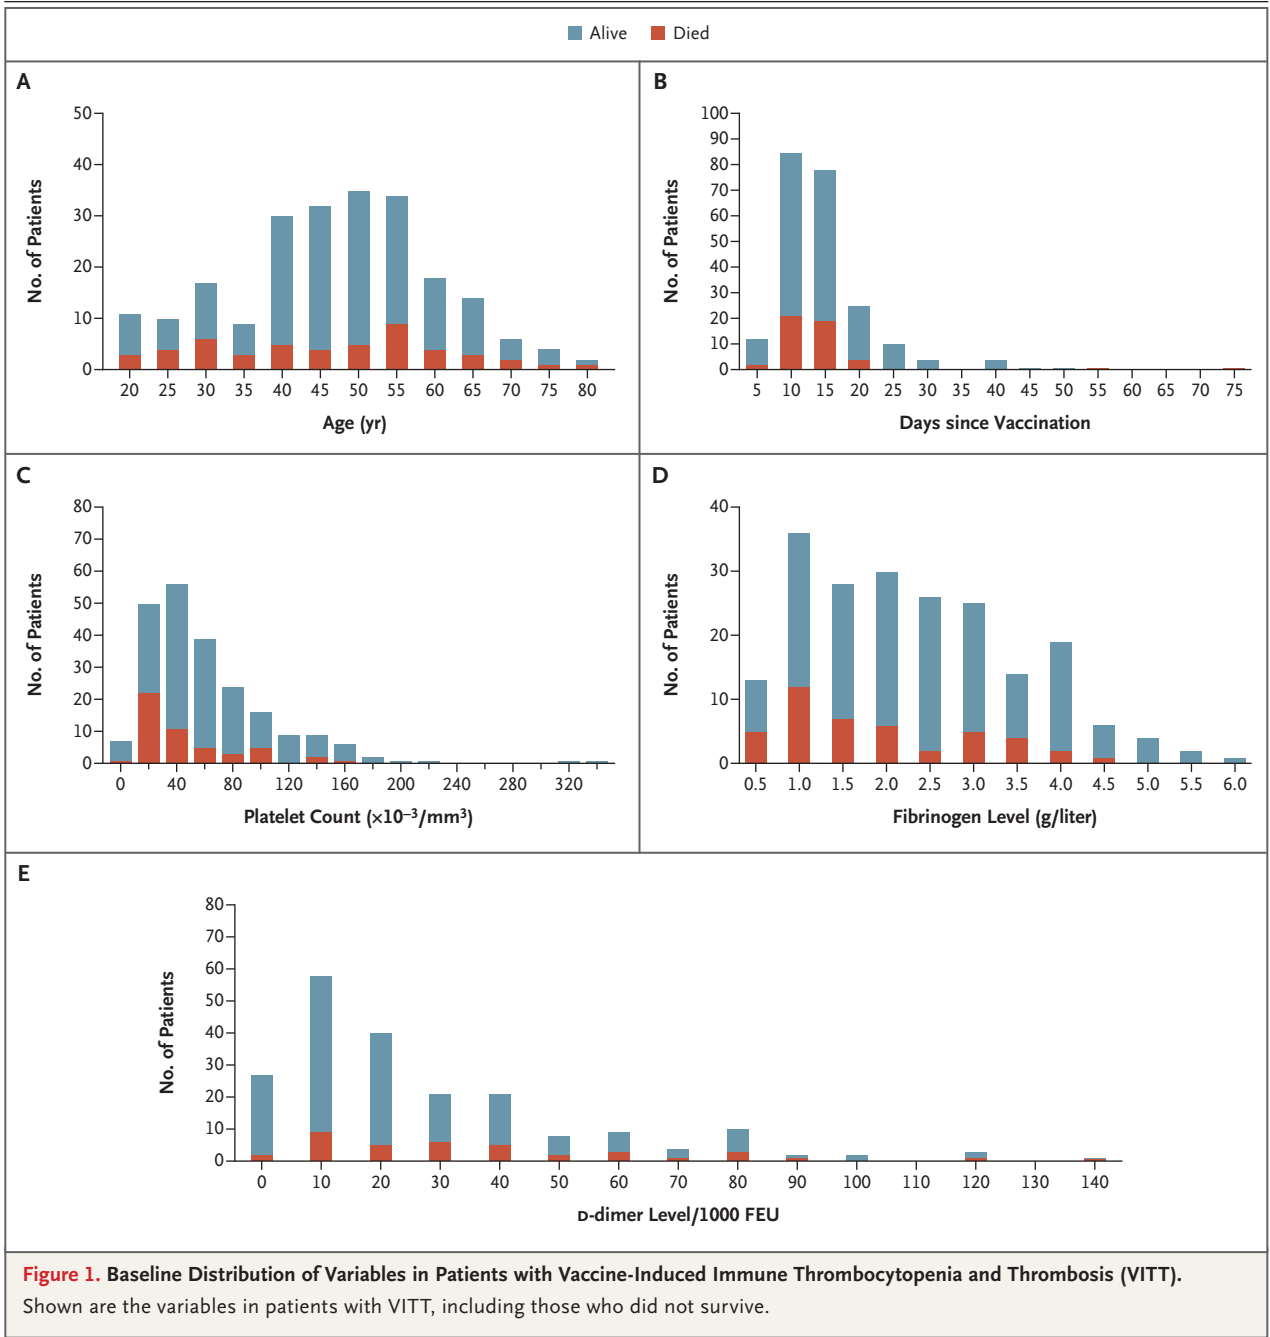 Alive Died
A
50
40
30
20
10
0
No. of Patients
20 25 30 35 40 45 50 55 60 65 70 75 80
Age (yr)
B
100
90
80
70
60
50
40
30
20
10
0
No. of Patients
5 10 15 20 25 30 35 40 45 50 55 60 65 70 75
Days since Vaccination
C
80
70
60
50
40
30
20
10
0
No. of Patients
0 40 80 120 160 200 240 280 320
Platelet Count (×10⁻³/mm³)
D
40
30
20
10
0
No. of Patients
0.5 1.0 1.5 2.0 2.5 3.0 3.5 4.0 4.5 5.0 5.5 6.0
Fibrinogen Level (g/liter)
E
80
70
60
50
40
30
20
10
0
No. of Patients
0 10 20 30 40 50 60 70 80 90 100 110 120 130 140
D-dimer Level/1000 FEU
Figure 1. Baseline Distribution of Variables in Patients with Vaccine-Induced Immune Thrombocytopenia and Thrombosis (VITT).
Shown are the variables in patients with VITT, including those who did not survive.